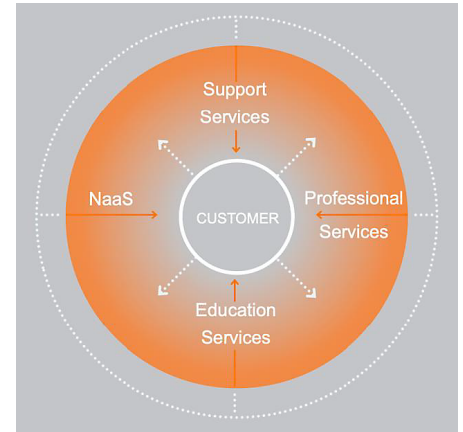 Support
Services
NaaS
CUSTOMER
Professional
Services
Education
Services